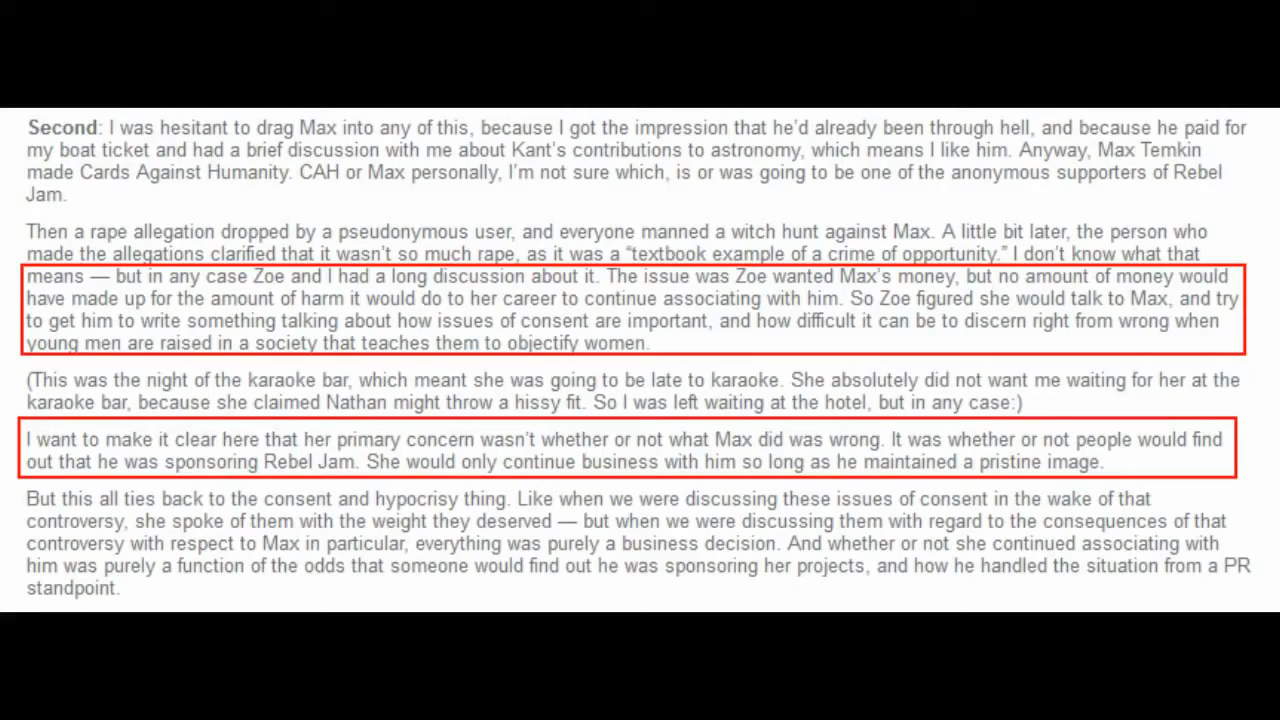 Second: I was hesitant to drag Max into any of this, because I got the impression that he'd already been through hell, and because he paid for
my boat ticket and had a brief discussion with me about Kant's contributions to astronomy, which means I like him. Anyway, Max Temkin
made Cards Against Humanity. CAH or Max personally, I'm not sure which, is or was going to be one of the anonymous supporters of Rebel
Jam.
Then a rape allegation dropped by a pseudonymous user, and everyone manned a witch hunt against Max. A little bit later, the person who
made the allegations clarified that it wasn't so much rape, as it was a “textbook example of a crime of opportunity.” I don't know what that
means — but in any case Zoe and I had a long discussion about it. The issue was Zoe wanted Max's money, but no amount of money would
have made up for the amount of harm it would do to her career to continue associating with him. So Zoe figured she would talk to Max, and try
to get him to write something talking about how issues of consent are important, and how difficult it can be to discern right from wrong when
young men are raised in a society that teaches them to objectify women.
(This was the night of the karaoke bar, which meant she was going to be late to karaoke. She absolutely did not want me waiting for her at the
karaoke bar, because she claimed Nathan might throw a hissy fit. So I was left waiting at the hotel, but in any case:)
I want to make it clear here that her primary concern wasn't whether or not what Max did was wrong. It was whether or not people would find
out that he was sponsoring Rebel Jam. She would only continue business with him so long as he maintained a pristine image.
But this all ties back to the consent and hypocrisy thing. Like when we were discussing these issues of consent in the wake of that
controversy, she spoke of them with the weight they deserved — but when we were discussing them with regard to the consequences of that
controversy with respect to Max in particular, everything was purely a business decision. And whether or not she continued associating with
him was purely a function of the odds that someone would find out he was sponsoring her projects, and how he handled the situation from a PR
standpoint.